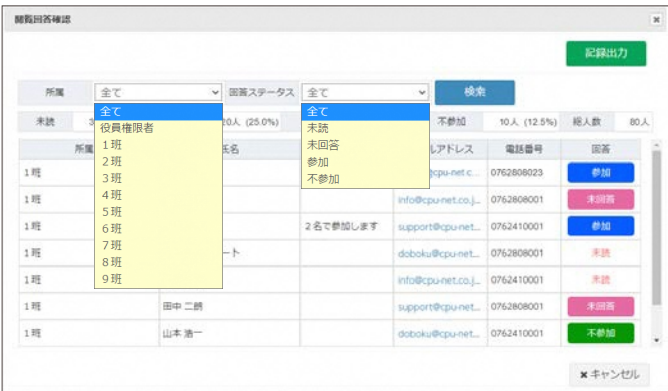 閲覧回答確認
記録出力
所属 全て 回答ステータス 全て 検索
全て
役員権限者
1班
2班
3班
4班
5班
6班
7班
8班
9班
全て
未読
未回答
参加
不参加
未読 20人 (25.0%) 不参加 10人 (12.5%) 総人数 80人
所属 氏名 電話番号 回答
1班 @cpu-net.c... 0762808023 参加
1班 info@cpu-net.co.j... 0762808001 未回答
1班 2名で参加します support@cpu-net... 0762410001 参加
1班 ート doboku@cpu-net... 0762808001 未読
1班 info@cpu-net.co.j... 0762410001 未読
1班 田中 二朗 support@cpu-net... 0762808001 未回答
1班 山本 浩一 doboku@cpu-net... 0762410001 不参加
✖ キャンセル